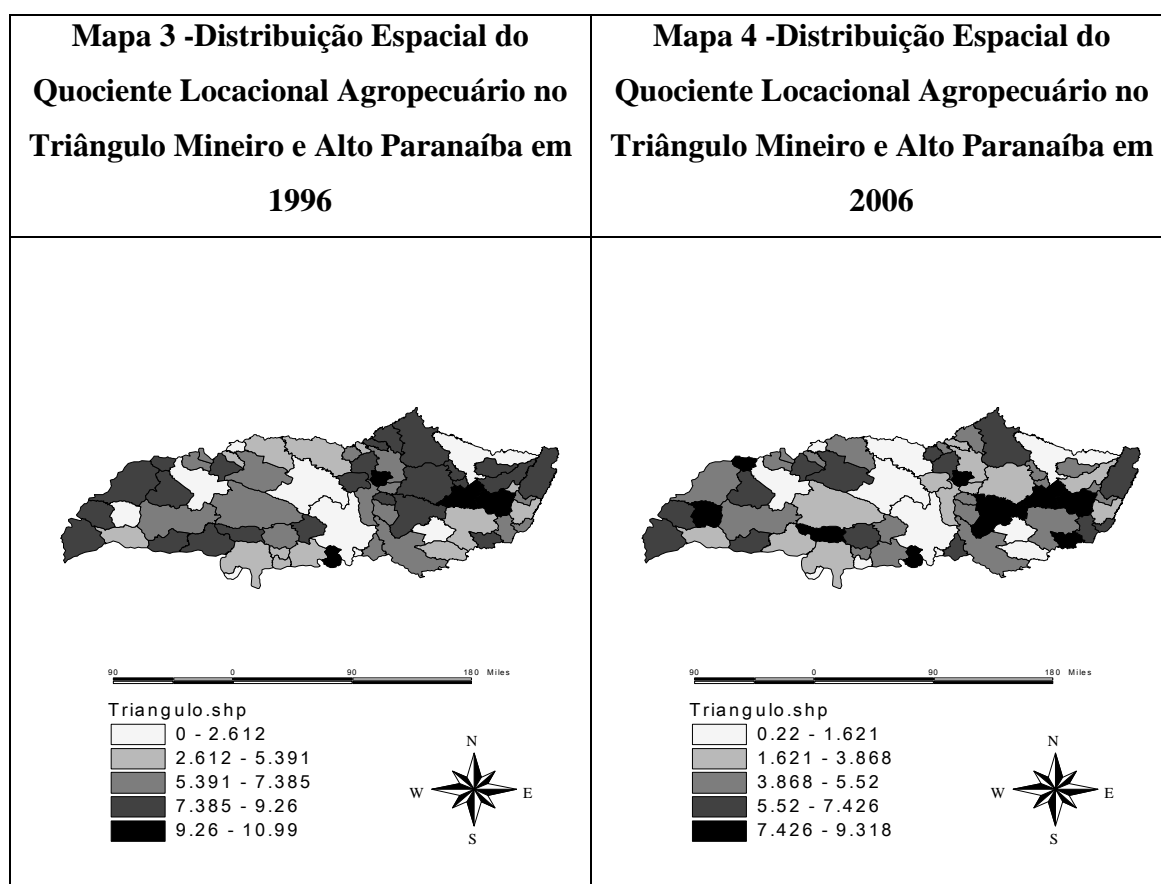 Mapa 3 -Distribuição Espacial do
Quociente Locacional Agropecuário no
Triângulo Mineiro e Alto Paranaíba em
1996
Mapa 4 -Distribuição Espacial do
Quociente Locacional Agropecuário no
Triângulo Mineiro e Alto Paranaíba em
2006
90 0 90 180 Miles
Triangulo.shp
0 - 2.612
2.612 - 5.391
5.391 - 7.385
7.385 - 9.26
9.26 - 10.99
N
W E
S
90 0 90 180 Miles
Triangulo.shp
0.22 - 1.621
1.621 - 3.868
3.868 - 5.52
5.52 - 7.426
7.426 - 9.318
N
W E
S